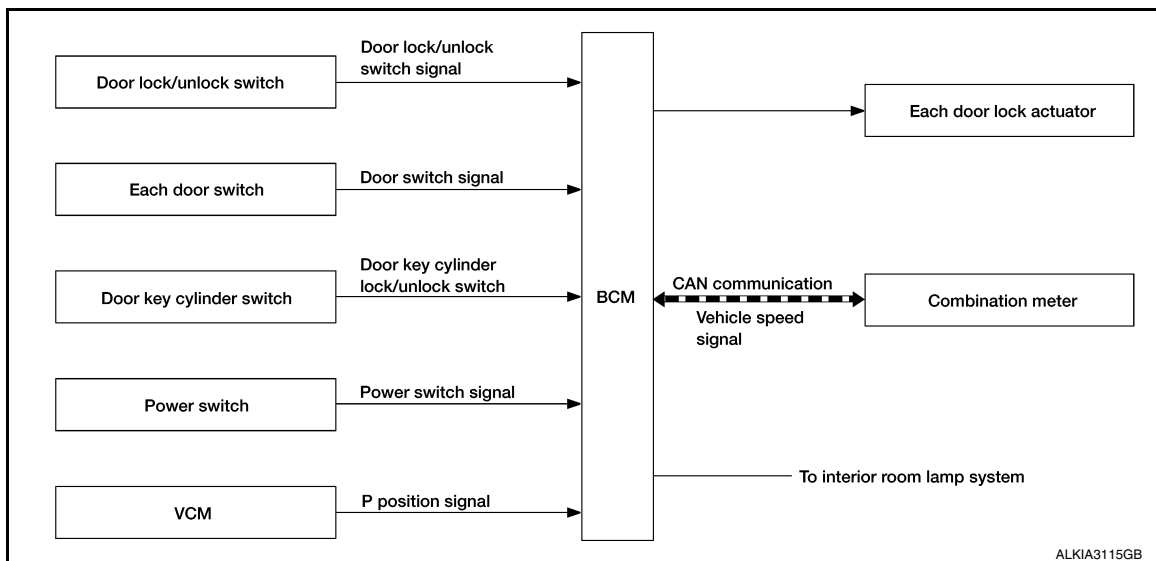 Door lock/unlock switch
Door lock/unlock
switch signal
Each door lock actuator
Each door switch
Door switch signal
Door key cylinder switch
Door key cylinder
lock/unlock switch
BCM
CAN communication
Vehicle speed
signal
Combination meter
Power switch
Power switch signal
To interior room lamp system
VCM
P position signal
ALKIA3115GB